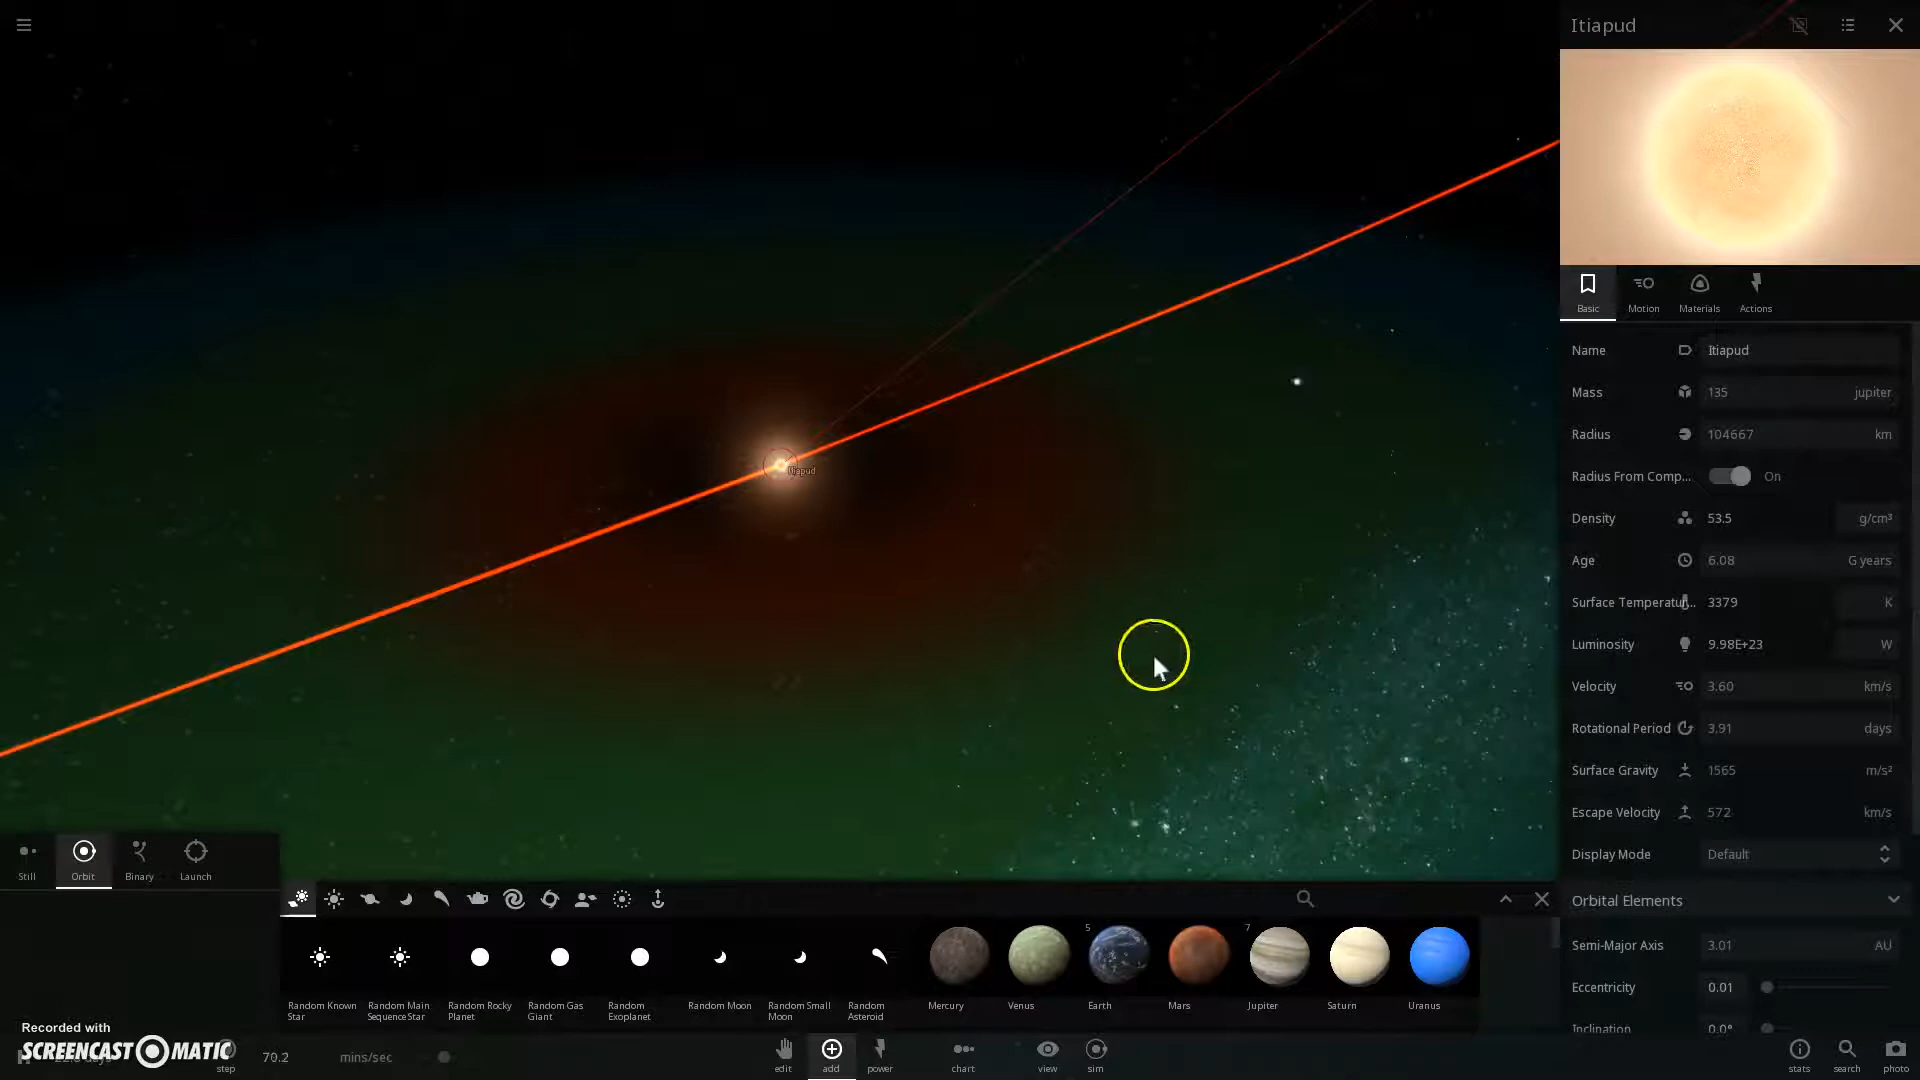 Itiapud
Basic
Motion
Materials
Actions
Name Itiapud
Mass 135 jupiter
Radius 104667 km
Radius From Comp... On
Density 53.5 g/cm³
Age 6.08 G years
Surface Temperatur... 3379 K
Luminosity 9.98E+23 W
Velocity 3.60 km/s
Rotational Period 3.91 days
Surface Gravity 1565 m/s²
Escape Velocity 572 km/s
Display Mode Default
Orbital Elements
Semi-Major Axis 3.01 AU
Eccentricity 0.01
Inclination 0.0°
Itiapud
Still
Orbit
Binary
Launch
5
7
Random Known Star
Random Main Sequence Star
Random Rocky Planet
Random Gas Giant
Random Exoplanet
Random Moon
Random Small Moon
Random Asteroid
Mercury
Venus
Earth
Mars
Jupiter
Saturn
Uranus
Recorded with
SCREENCAST MATIC
step
70.2 mins/sec
edit
add
power
chart
view
sim
stats
search
photo